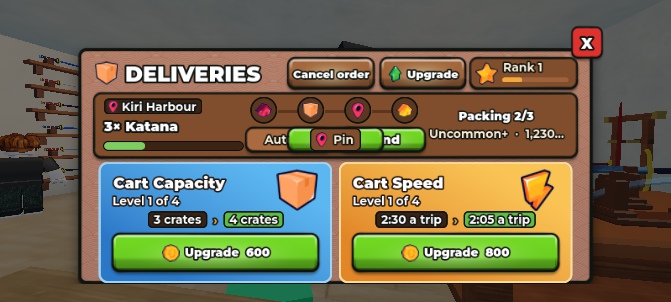 X
DELIVERIES
Cancel order
Upgrade
Rank 1
Kiri Harbour
3× Katana
Aut
Pin
nd
Packing 2/3
Uncommon+ · 1,230...
Cart Capacity
Level 1 of 4
3 crates › 4 crates
Upgrade 600
Cart Speed
Level 1 of 4
2:30 a trip › 2:05 a trip
Upgrade 800